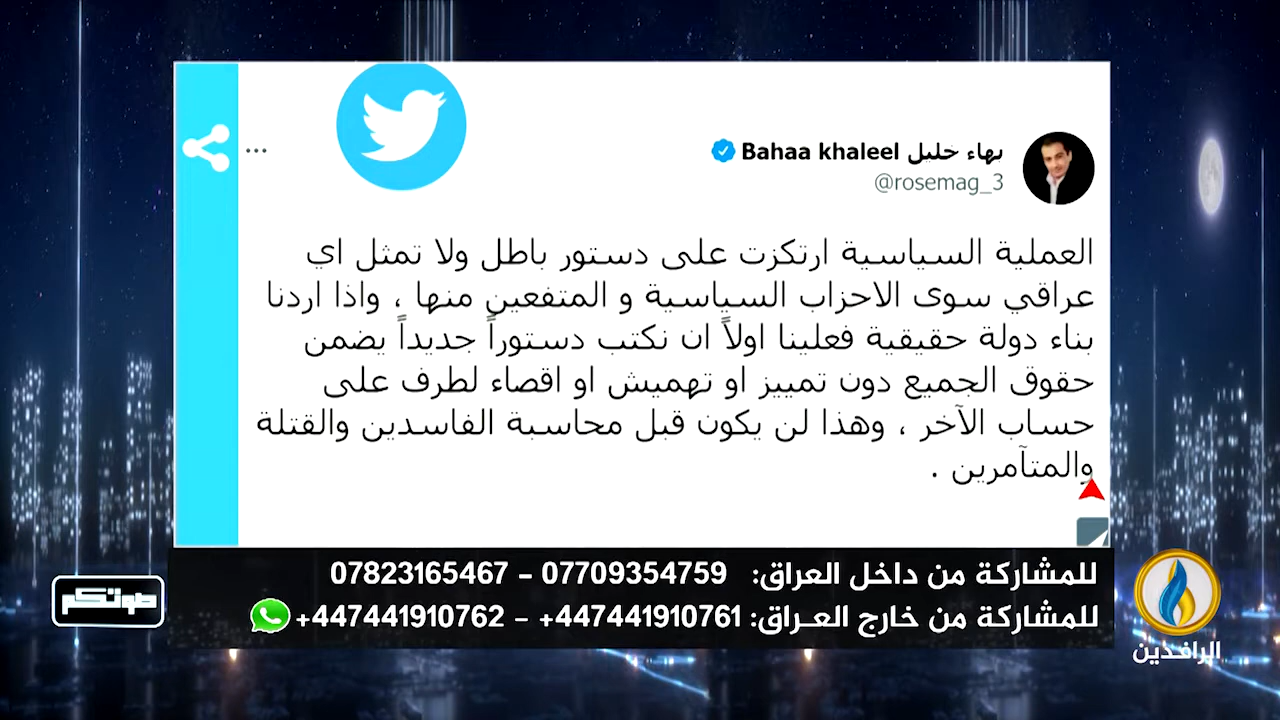 بهاء خليل Bahaa khaleel
@rosemag_3
العملية السياسية ارتكزت على دستور باطل ولا تمثل اي
عراقي سوى الاحزاب السياسية و المتفعين منها ، واذا اردنا
بناء دولة حقيقية فعلينا اولاً ان نكتب دستوراً جديداً يضمن
حقوق الجميع دون تمييز او تهميش او اقصاء لطرف على
حساب الآخر ، وهذا لن يكون قبل محاسبة الفاسدين والقتلة
والمتآمرين .
للمشاركة من داخل العراق: 07709354759 - 07823165467
للمشاركة من خارج العراق: 447441910761+ - 447441910762+
صوتكم
الرافدين